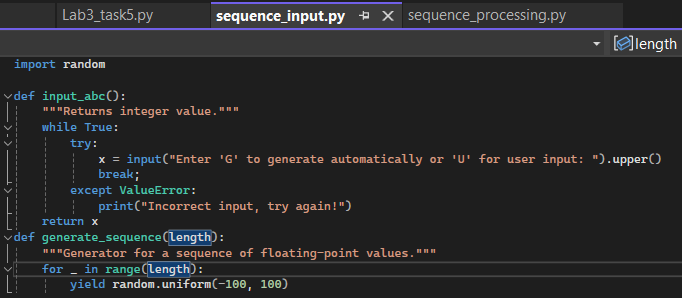 Lab3_task5.py sequence_input.py sequence_processing.py
length
import random
def input_abc():
    """Returns integer value."""
    while True:
        try:
            x = input("Enter 'G' to generate automatically or 'U' for user input: ").upper()
            break;
        except ValueError:
            print("Incorrect input, try again!")
    return x
def generate_sequence(length):
    """Generator for a sequence of floating-point values."""
    for _ in range(length):
        yield random.uniform(-100, 100)